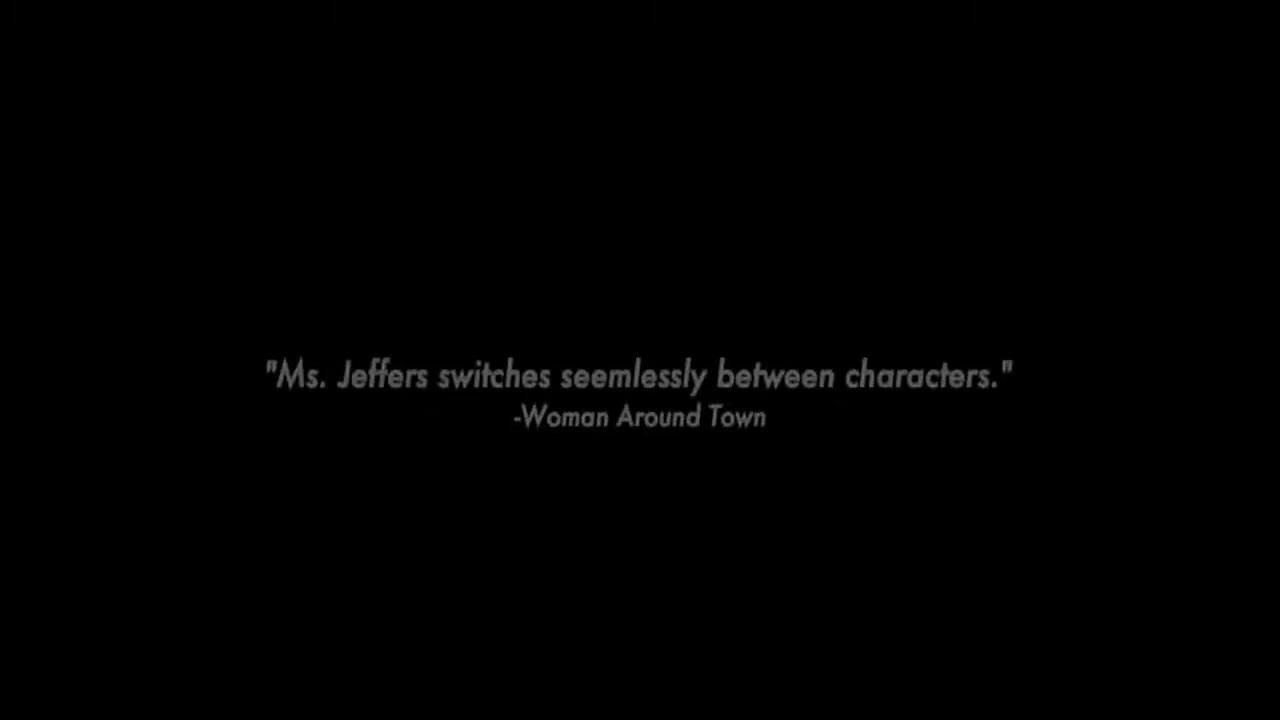 "Ms. Jeffers switches seemlessly between characters."
-Woman Around Town